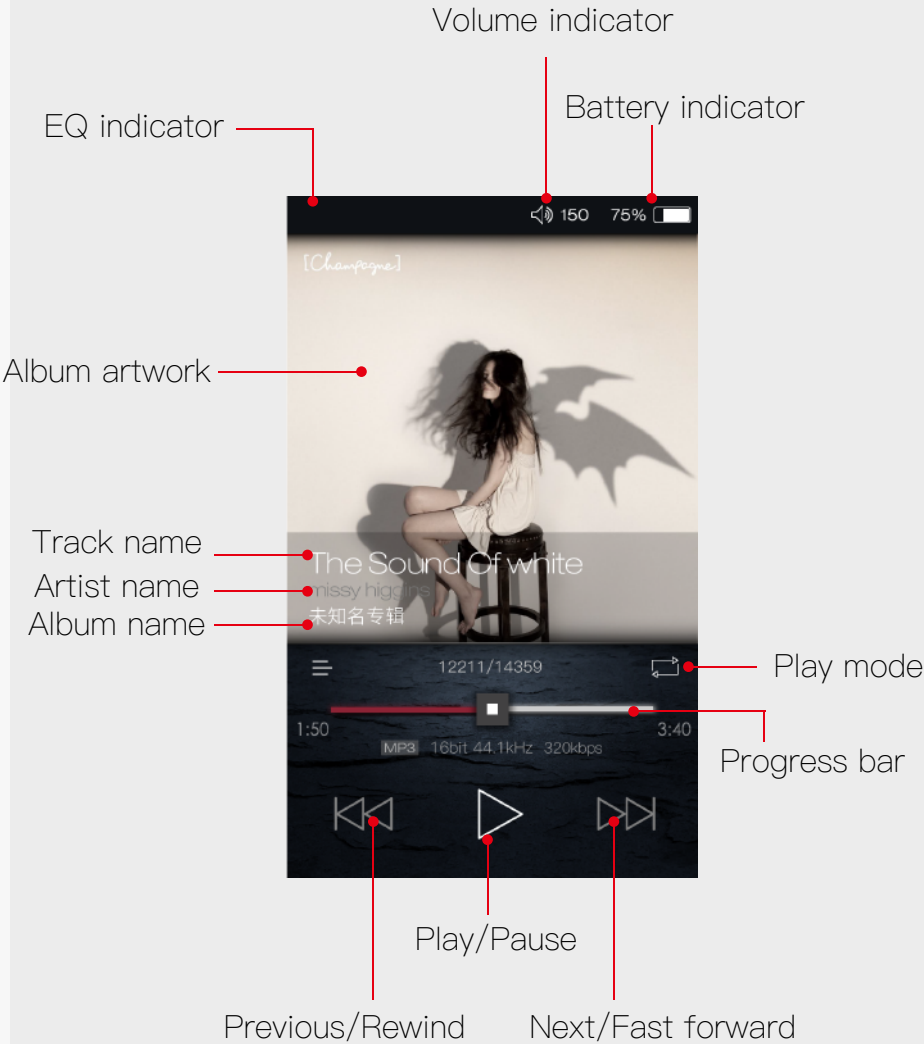 Volume indicator
Battery indicator
EQ indicator
150 75%
[Champagne]
Album artwork
Track name
The Sound Of white
Artist name
missy higgins
Album name
未知名专辑
12211/14359
Play mode
1:50
3:40
MP3 16bit 44.1kHz 320kbps
Progress bar
Play/Pause
Previous/Rewind
Next/Fast forward